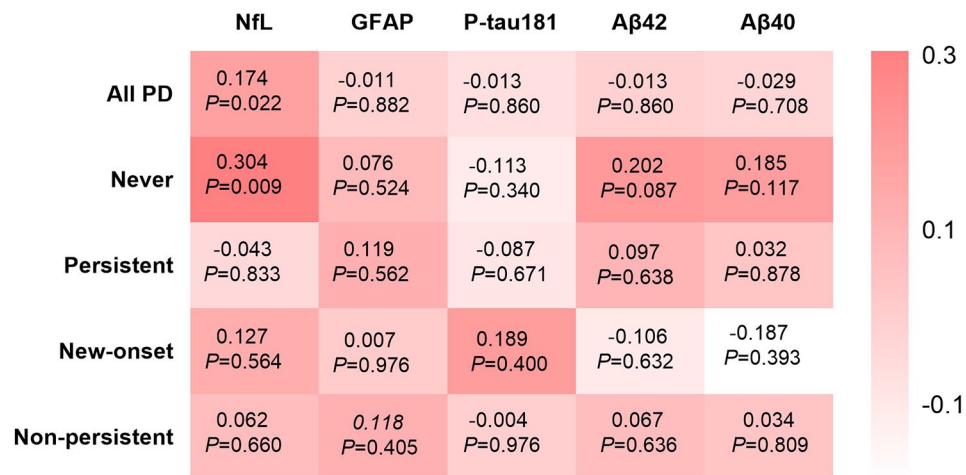 NfL GFAP P-tau181 Aβ42 Aβ40
All PD 0.174 -0.011 -0.013 -0.013 -0.029
P=0.022 P=0.882 P=0.860 P=0.860 P=0.708
Never 0.304 0.076 -0.113 0.202 0.185
P=0.009 P=0.524 P=0.340 P=0.087 P=0.117
Persistent -0.043 0.119 -0.087 0.097 0.032
P=0.833 P=0.562 P=0.671 P=0.638 P=0.878
New-onset 0.127 0.007 0.189 -0.106 -0.187
P=0.564 P=0.976 P=0.400 P=0.632 P=0.393
Non-persistent 0.062 0.118 -0.004 0.067 0.034
P=0.660 P=0.405 P=0.976 P=0.636 P=0.809
0.3
0.1
-0.1